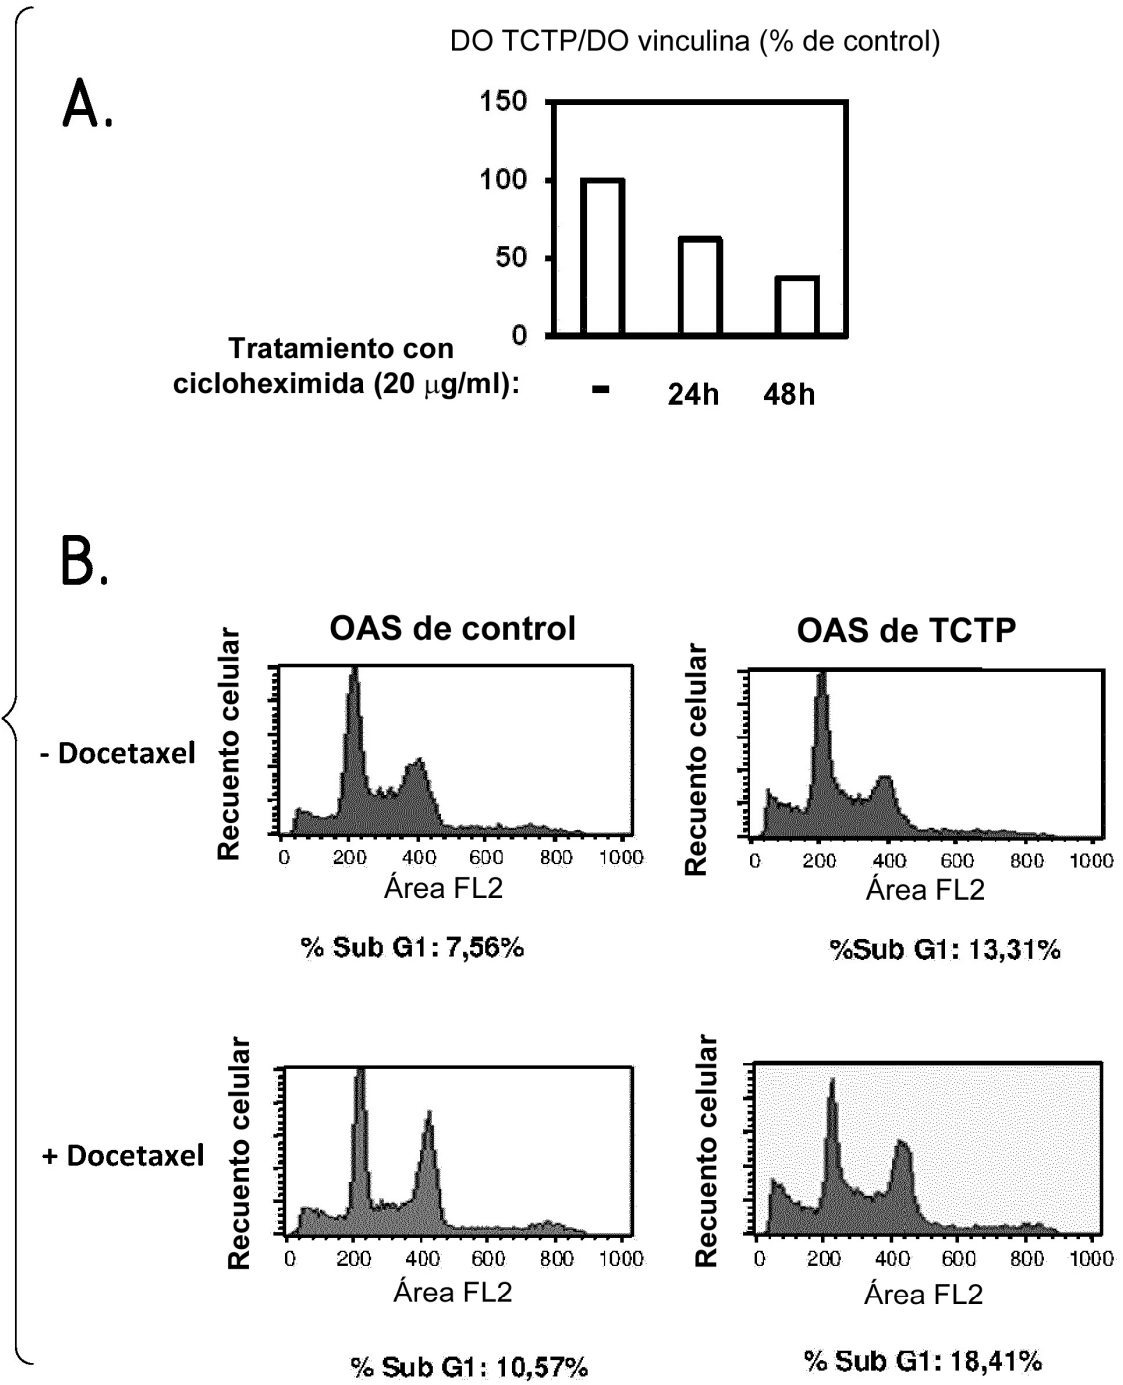 DO TCTP/DO vinculina (% de control)
A.
150
100
50
0
Tratamiento con
cicloheximida (20 µg/ml):
- 24h 48h
B.
OAS de control
OAS de TCTP
- Docetaxel
Recuento celular
0 200 400 600 800 1000
Área FL2
% Sub G1: 7,56%
Recuento celular
0 200 400 600 800 1000
Área FL2
%Sub G1: 13,31%
+ Docetaxel
Recuento celular
0 200 400 600 800 1000
Área FL2
% Sub G1: 10,57%
Recuento celular
0 200 400 600 800 1000
Área FL2
% Sub G1: 18,41%